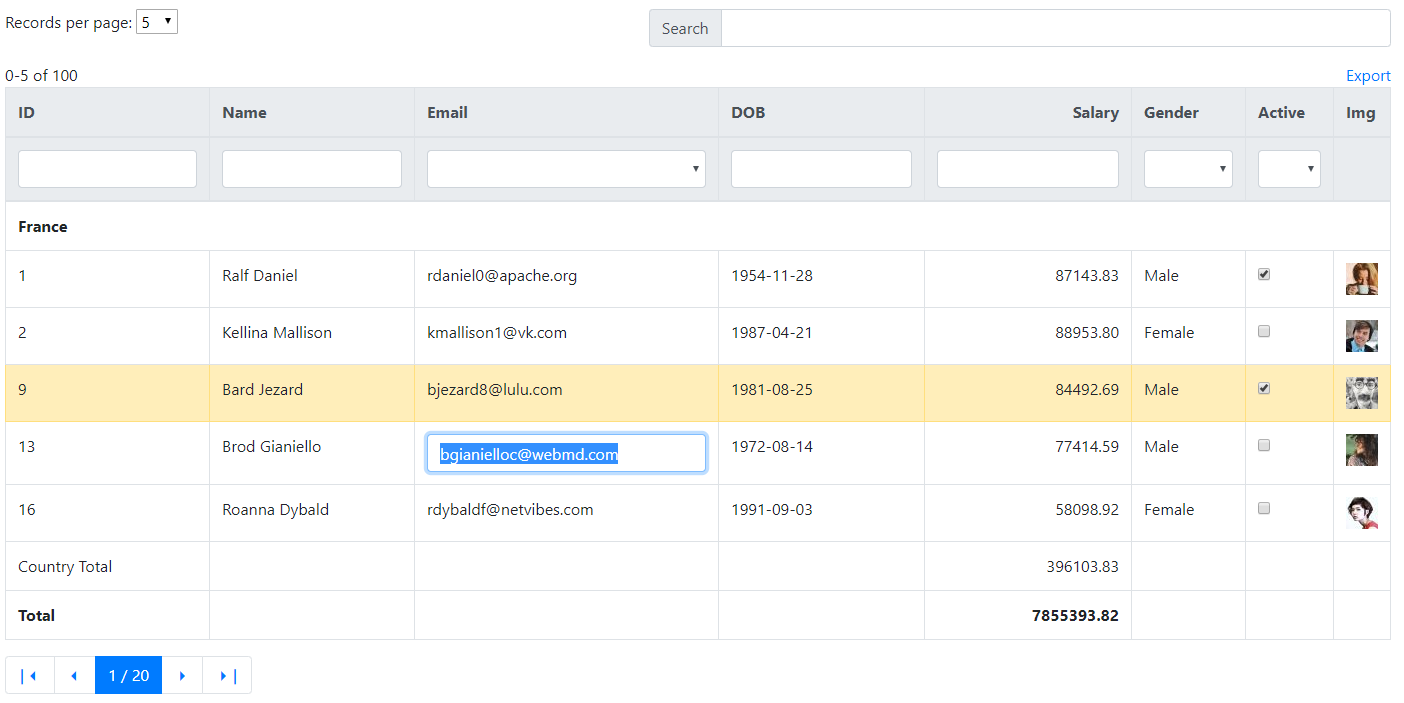 Records per page: 5
Search
0-5 of 100 Export
ID Name Email DOB Salary Gender Active Img
France
1 Ralf Daniel rdaniel0@apache.org 1954-11-28 87143.83 Male
2 Kellina Mallison kmallison1@vk.com 1987-04-21 88953.80 Female
9 Bard Jezard bjezard8@lulu.com 1981-08-25 84492.69 Male
13 Brod Gianiello bgianielloc@webmd.com 1972-08-14 77414.59 Male
16 Roanna Dybald rdybaldf@netvibes.com 1991-09-03 58098.92 Female
Country Total 396103.83
Total 7855393.82
1 / 20